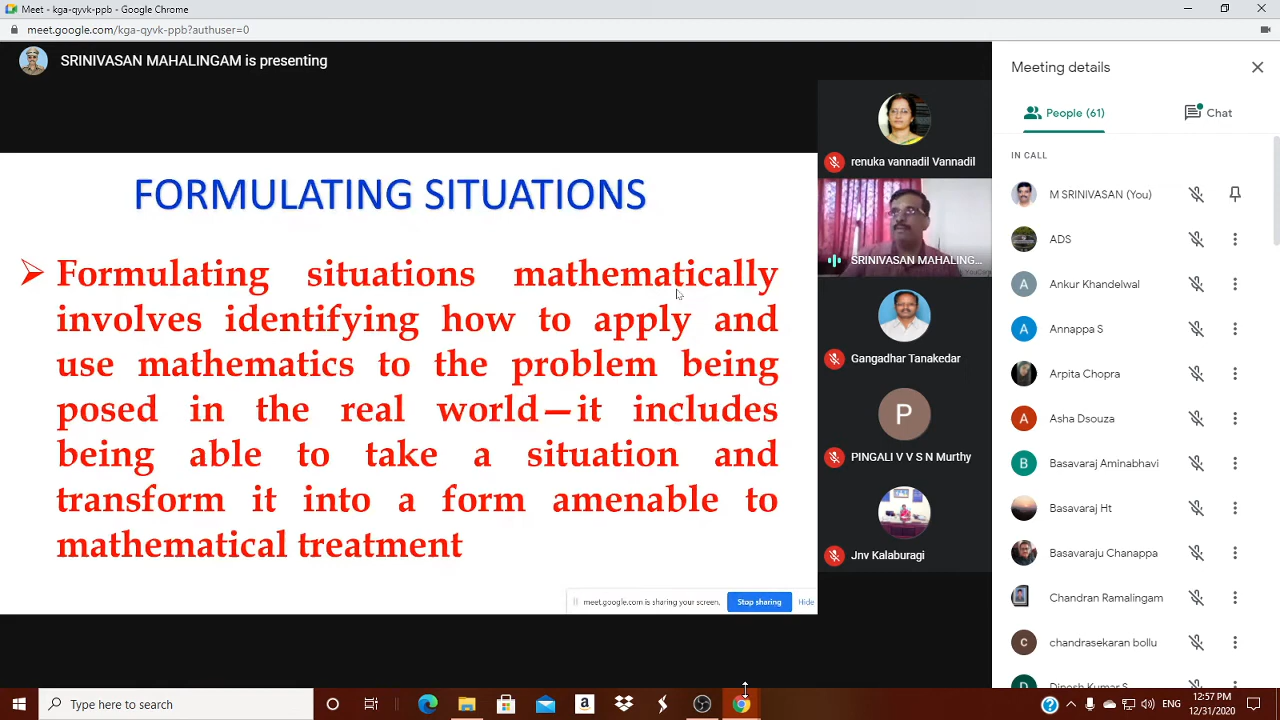 Meet - kga-qyvk-ppb - Google Chrome
meet.google.com/kga-qyvk-ppb?authuser=0
SRINIVASAN MAHALINGAM is presenting
FORMULATING SITUATIONS
Formulating situations mathematically
involves identifying how to apply and
use mathematics to the problem being
posed in the real world—it includes
being able to take a situation and
transform it into a form amenable to
mathematical treatment
meet.google.com is sharing your screen.
Stop sharing
Hide
renuka vannadil Vannadil
SRINIVASAN MAHALING...
Gangadhar Tanakedar
P
PINGALI V V S N Murthy
Jnv Kalaburagi
Meeting details
People (61)
Chat
IN CALL
M SRINIVASAN (You)
ADS
A
Ankur Khandelwal
A
Annappa S
Arpita Chopra
A
Asha Dsouza
B
Basavaraj Aminabhavi
Basavaraj Ht
Basavaraju Chanappa
Chandran Ramalingam
c
chandrasekaran bollu
Dinesh Kumar S
Type here to search
ENG
12:57 PM
12/31/2020